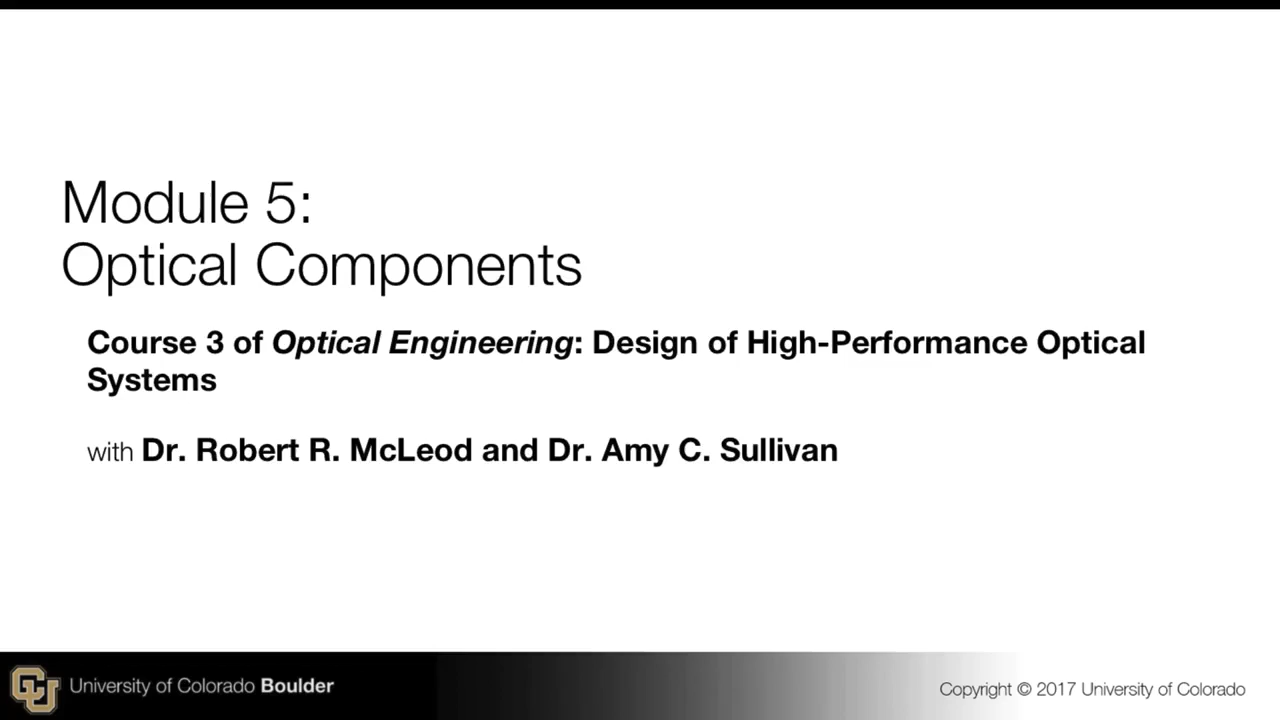 Module 5:
Optical Components
Course 3 of Optical Engineering: Design of High-Performance Optical
Systems
with Dr. Robert R. McLeod and Dr. Amy C. Sullivan
CU University of Colorado Boulder
Copyright © 2017 University of Colorado